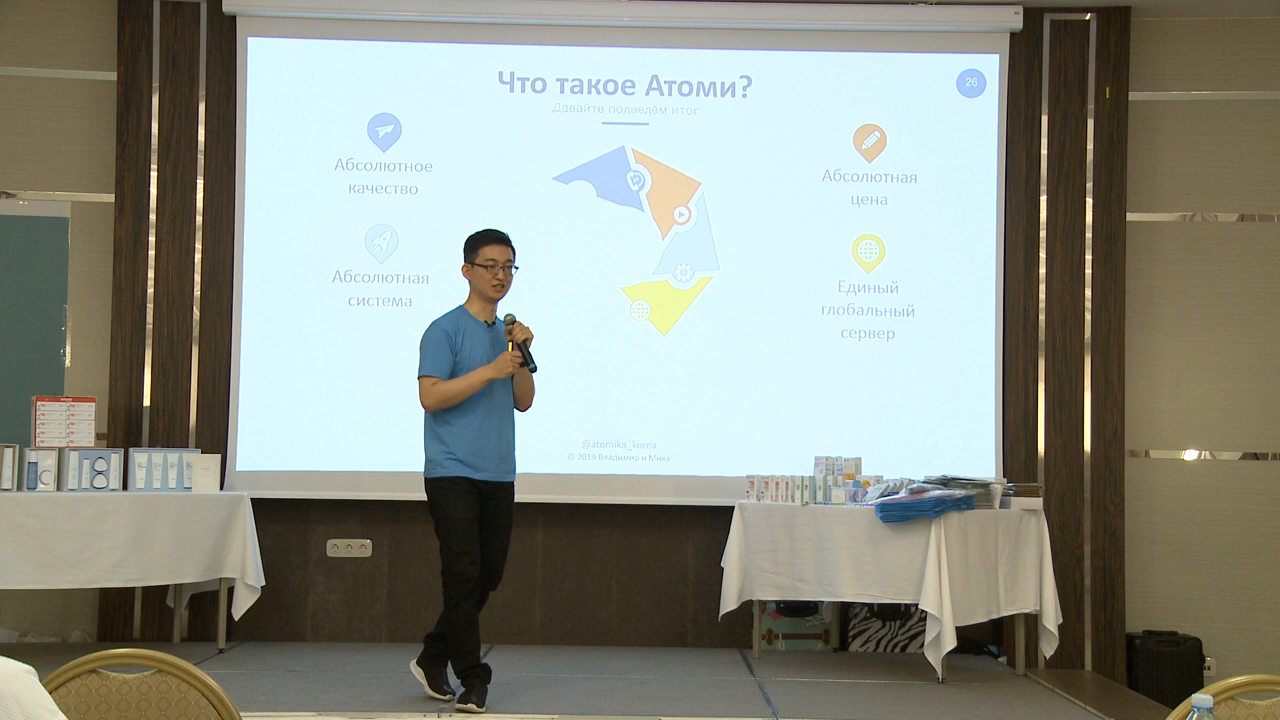 Что такое Атоми?
Давайте подведём итог
26
Абсолютное
качество
Абсолютная
система
Абсолютная
цена
Единый
глобальный
сервер
@atomika_korea
© 2019 Владимир и Мика